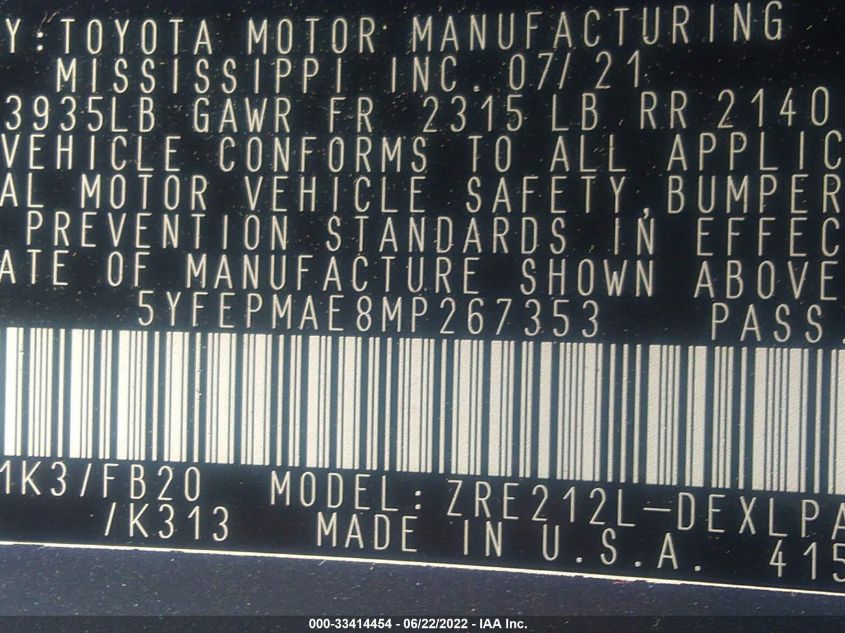 Y:TOYOTA MOTOR MANUFACTURING
MISSISSIPPI INC. 07/21
3935LB GAWR FR 2315 LB RR 2140
VEHICLE CONFORMS TO ALL APPLIC
AL MOTOR VEHICLE SAFETY,BUMPER
PREVENTION STANDARDS IN EFFEC
ATE OF MANUFACTURE SHOWN ABOVE
5YFEPMAE8MP267353 PASS.
1K3/FB20 MODEL:ZRE212L-DEXLPA
/K313 MADE IN U.S.A. 415
000-33414454 - 06/22/2022 - IAA Inc.